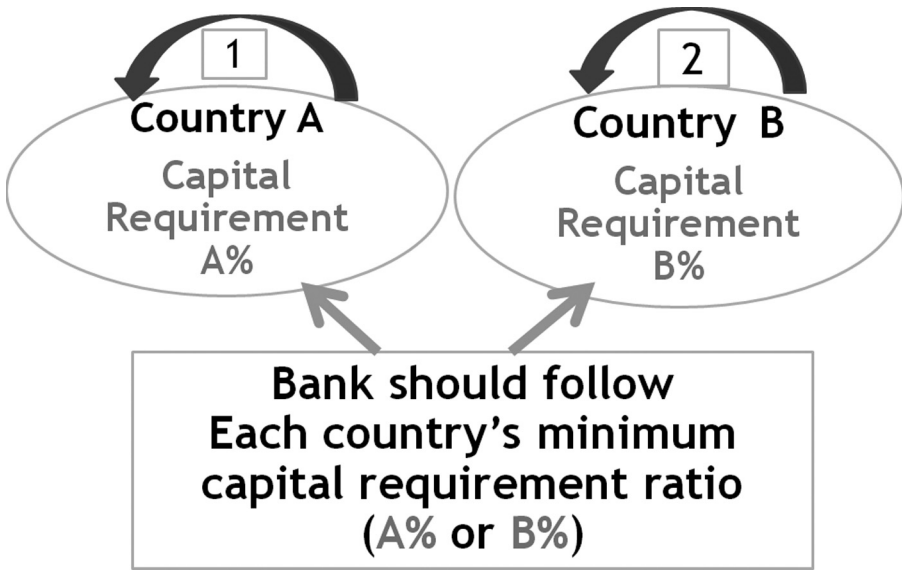 1
Country A
Capital
Requirement
A%
2
Country B
Capital
Requirement
B%
Bank should follow
Each country’s minimum
capital requirement ratio
(A% or B%)